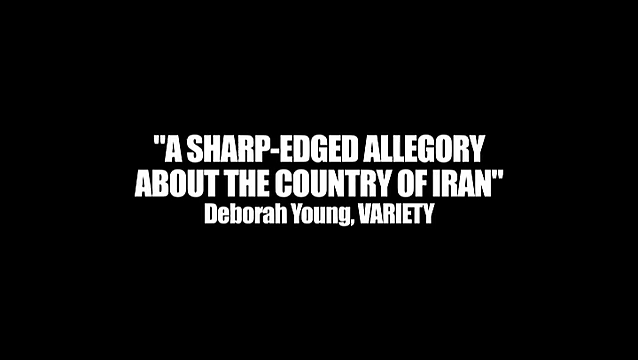 "A SHARP-EDGED ALLEGORY
ABOUT THE COUNTRY OF IRAN"
Deborah Young, VARIETY